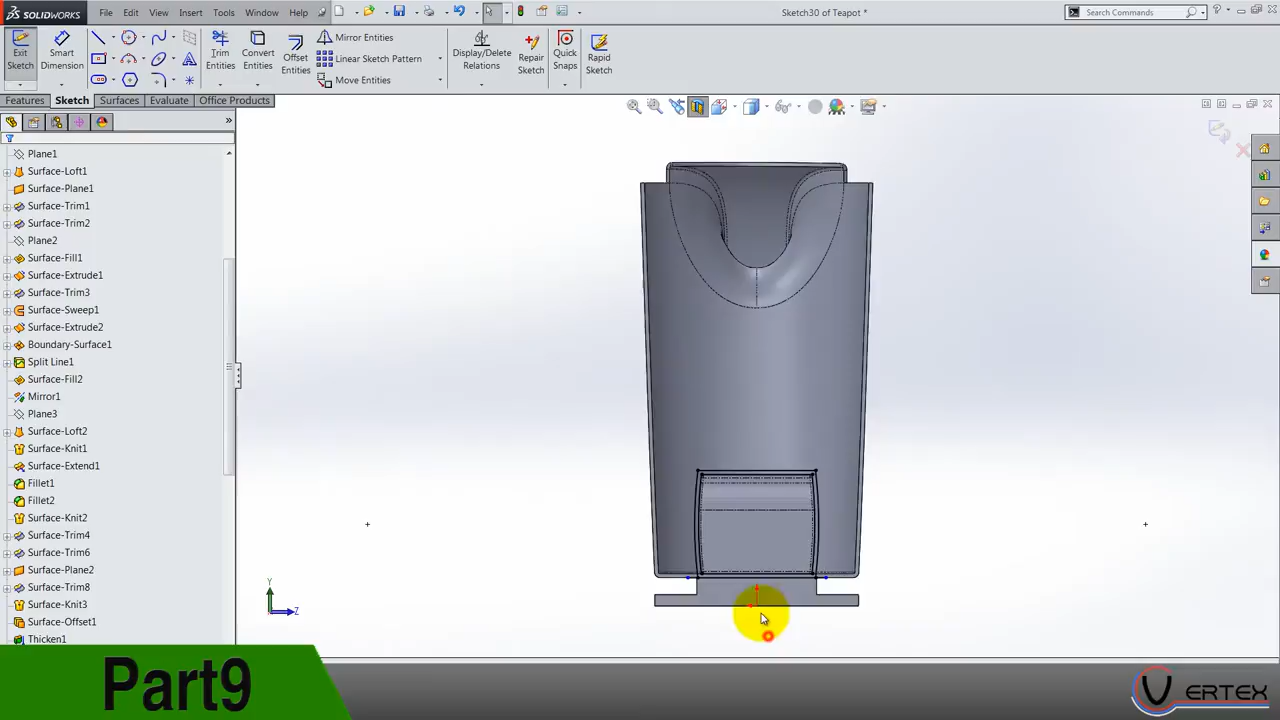 SOLIDWORKS
File
Edit
View
Insert
Tools
Window
Help
Sketch30 of Teapot *
Search Commands
Exit Sketch
Smart Dimension
Trim Entities
Convert Entities
Offset Entities
Mirror Entities
Linear Sketch Pattern
Move Entities
Display/Delete Relations
Repair Sketch
Quick Snaps
Rapid Sketch
Features
Sketch
Surfaces
Evaluate
Office Products
Plane1
Surface-Loft1
Surface-Plane1
Surface-Trim1
Surface-Trim2
Plane2
Surface-Fill1
Surface-Extrude1
Surface-Trim3
Surface-Sweep1
Surface-Extrude2
Boundary-Surface1
Split Line1
Surface-Fill2
Mirror1
Plane3
Surface-Loft2
Surface-Knit1
Surface-Extend1
Fillet1
Fillet2
Surface-Knit2
Surface-Trim4
Surface-Trim6
Surface-Plane2
Surface-Trim8
Surface-Knit3
Surface-Offset1
Thicken1
Y
Z
Part9
VERTEX